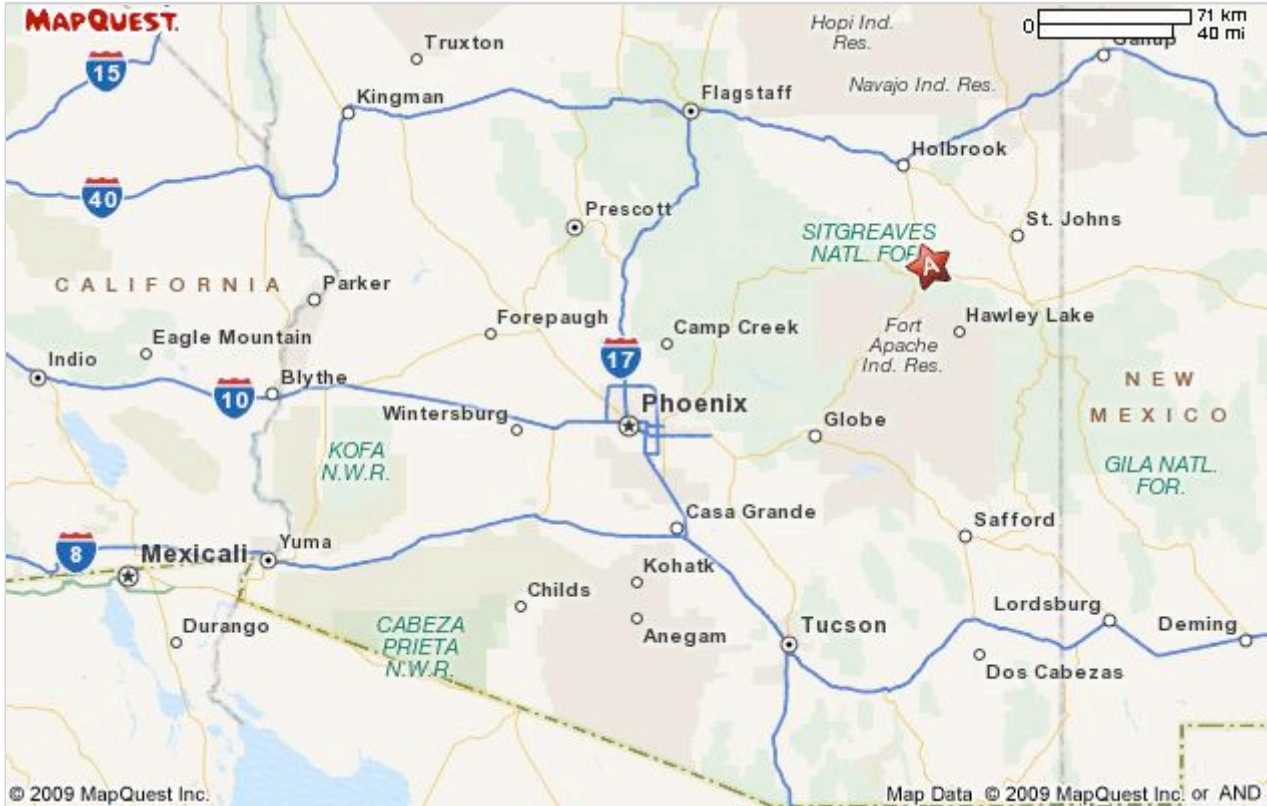 MAPQUEST.
Hopi Ind.
Res.
0
71 km
40 mi
15
Truxton
Gallup
Navajo Ind. Res.
Kingman
Flagstaff
Holbrook
40
Prescott
SITGREAVES
NATL. FOR.
A
St. Johns
CALIFORNIA
Parker
Forepaugh
Camp Creek
Fort
Apache
Ind. Res.
Hawley Lake
Eagle Mountain
Indio
17
Blythe
10
NEW
MEXICO
Wintersburg
Phoenix
Globe
KOFA
N.W.R.
GILA NATL.
FOR.
Casa Grande
Safford
8
Mexicali
Yuma
Kohatk
Childs
Anegam
Durango
CABEZA
PRIETA
N.W.R.
Tucson
Lordsburg
Deming
Dos Cabezas
© 2009 MapQuest Inc.
Map Data © 2009 MapQuest Inc. or AND